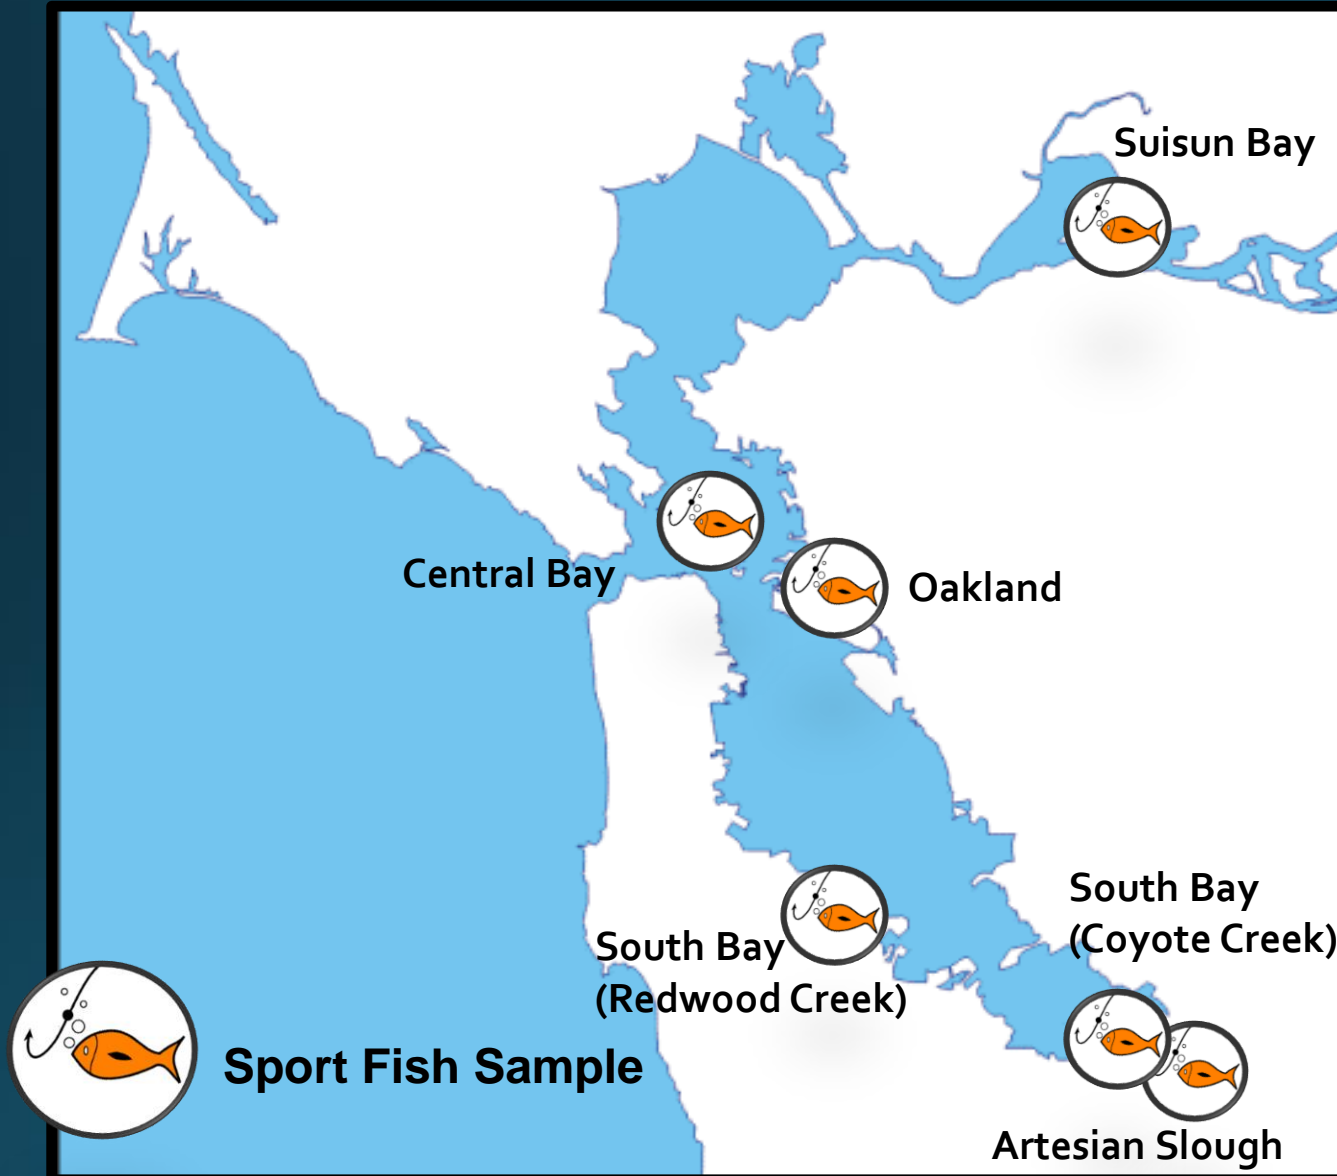 Suisun Bay
Central Bay
Oakland
South Bay
(Coyote Creek)
South Bay
(Redwood Creek)
Sport Fish Sample
Artesian Slough